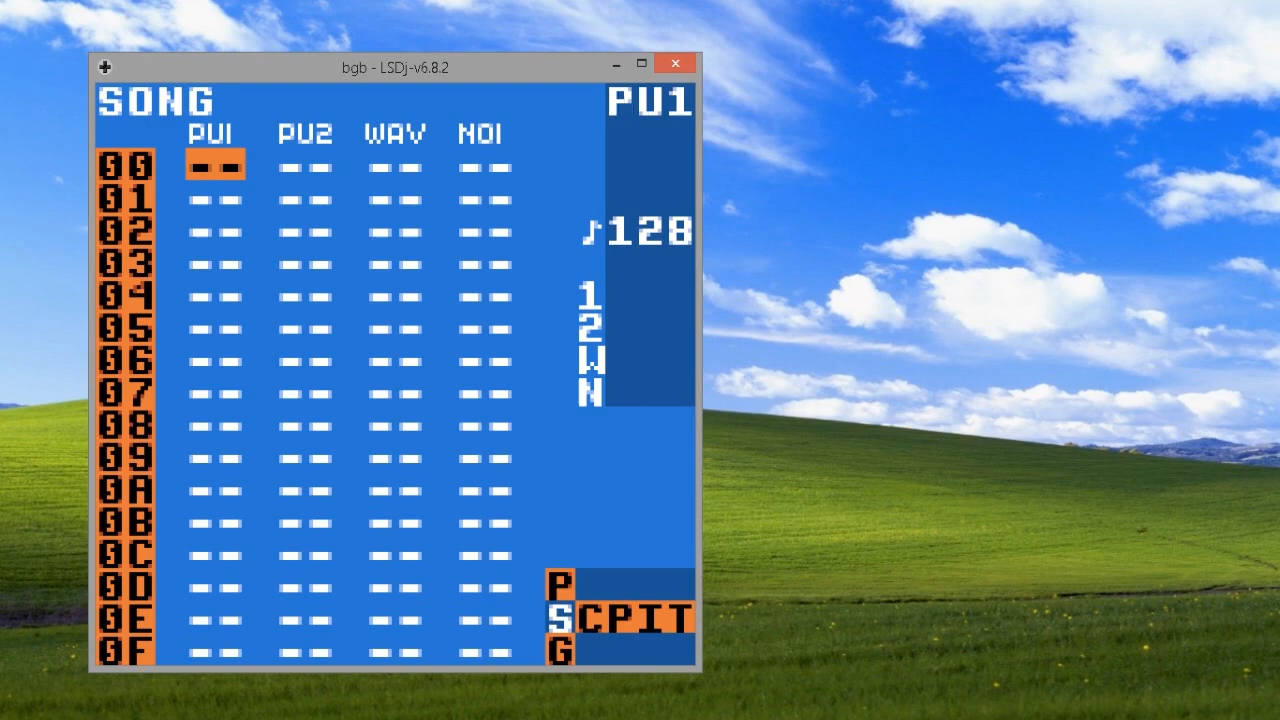 bgb - LSDj-v6.8.2
SONG PU1
PU1 PU2 WAV NOI
00 -- -- -- --
01 -- -- -- --
02 -- -- -- -- ♪128
03 -- -- -- --
04 -- -- -- -- 1
05 -- -- -- -- 2
06 -- -- -- -- W
07 -- -- -- -- N
08 -- -- -- --
09 -- -- -- --
0A -- -- -- --
0B -- -- -- --
0C -- -- -- --
0D -- -- -- -- P
0E -- -- -- -- SCPIT
0F -- -- -- -- G